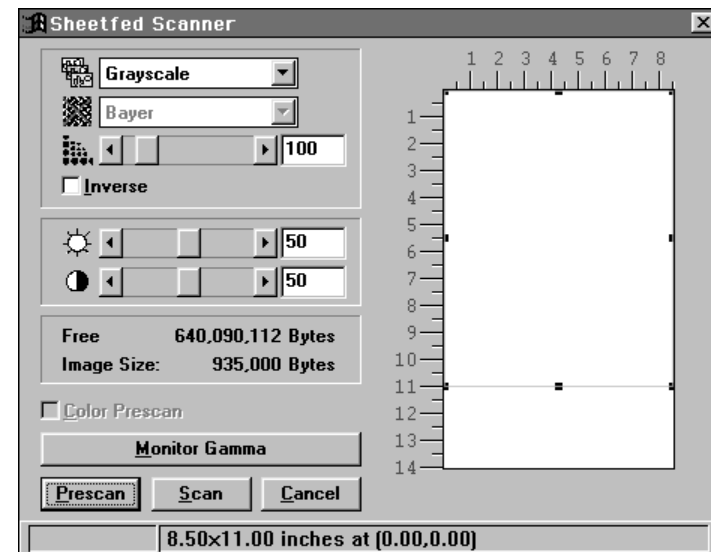 Sheetfed Scanner
Grayscale
Bayer
100
Inverse
50
50
Free 640,090,112 Bytes
Image Size: 935,000 Bytes
Color Prescan
Monitor Gamma
Prescan Scan Cancel
1 2 3 4 5 6 7 8
1
2
3
4
5
6
7
8
9
10
11
12
13
14
8.50×11.00 inches at (0.00,0.00)